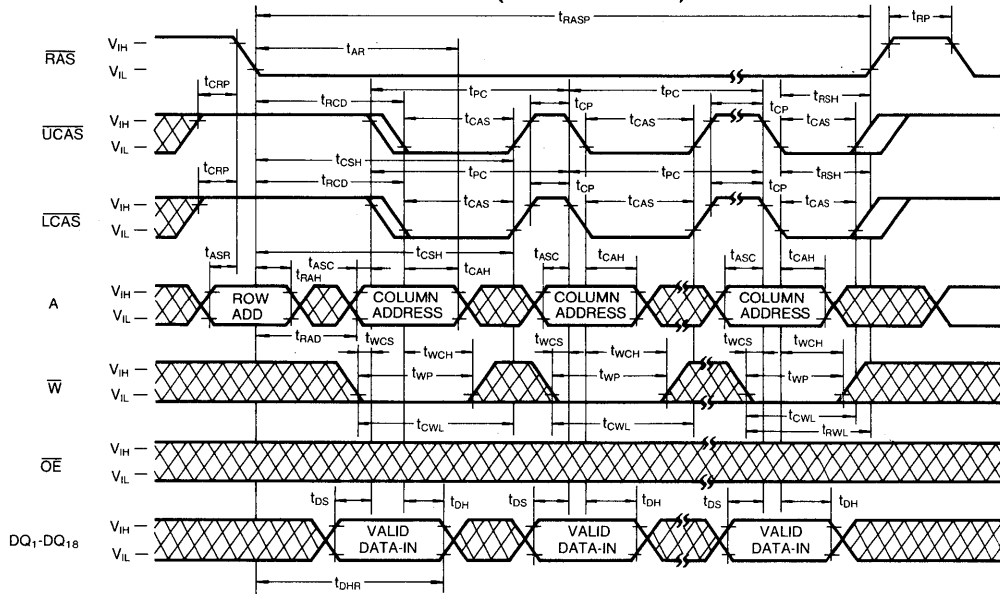 tRASP
tRP
tAR
RAS
VIH
VIL
tCRP
tRCD
tPC
tPC
tCP
tCP
tRSH
tCAS
tCAS
tCAS
UCAS
VIH
VIL
tCSH
tCRP
tRCD
tPC
tPC
tCP
tCP
tRSH
tCAS
tCAS
tCAS
LCAS
VIH
VIL
tASR
tRAH
tCSH
tASC
tCAH
tASC
tCAH
tASC
tCAH
A
VIH
VIL
ROW
ADD
COLUMN
ADDRESS
COLUMN
ADDRESS
COLUMN
ADDRESS
tRAD
tWCS
tWCH
tWCS
tWCH
tWCS
tWCH
W
VIH
VIL
tWP
tWP
tWP
tCWL
tCWL
tCWL
tRWL
OE
VIH
VIL
tDS
tDH
tDS
tDH
tDS
tDH
DQ1-DQ18
VIH
VIL
VALID
DATA-IN
VALID
DATA-IN
VALID
DATA-IN
tDHR